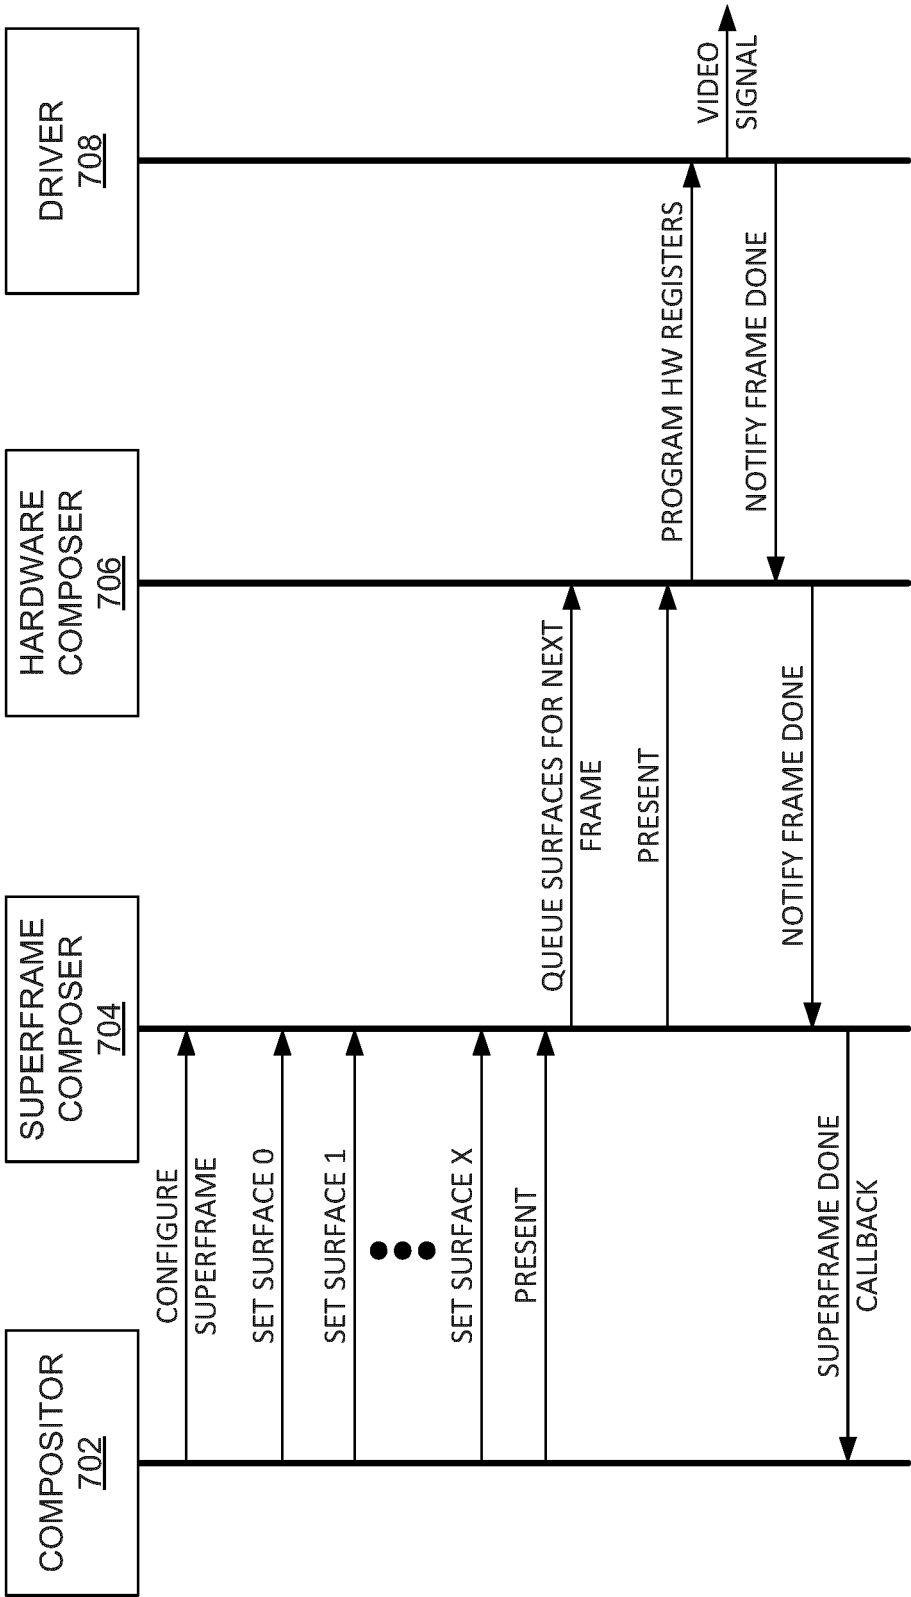 COMPOSITOR
702
SUPERFRAME
COMPOSER
704
HARDWARE
COMPOSER
706
DRIVER
708
CONFIGURE
SUPERFRAME
SET SURFACE 0
SET SURFACE 1
SET SURFACE X
PRESENT
QUEUE SURFACES FOR NEXT
FRAME
PRESENT
PROGRAM HW REGISTERS
VIDEO
SIGNAL
NOTIFY FRAME DONE
NOTIFY FRAME DONE
SUPERFRAME DONE
CALLBACK